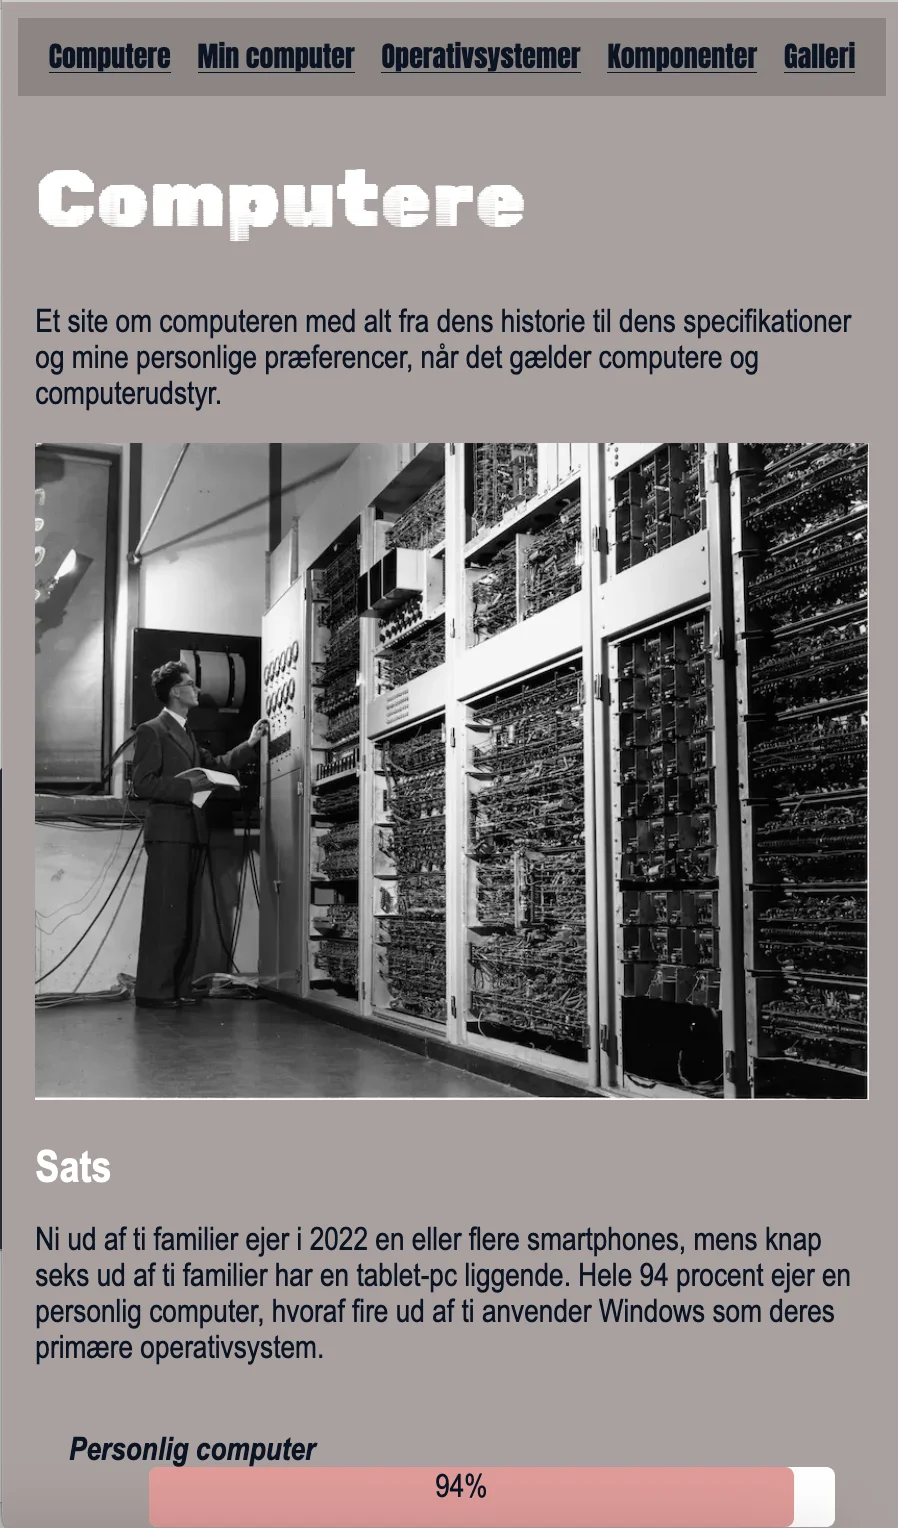 Computere Min computer Operativsystemer Komponenter Galleri
Computere
Et site om computeren med alt fra dens historie til dens specifikationer
og mine personlige præferencer, når det gælder computere og
computerudstyr.
Sats
Ni ud af ti familier ejer i 2022 en eller flere smartphones, mens knap
seks ud af ti familier har en tablet-pc liggende. Hele 94 procent ejer en
personlig computer, hvoraf fire ud af ti anvender Windows som deres
primære operativsystem.
Personlig computer
94%